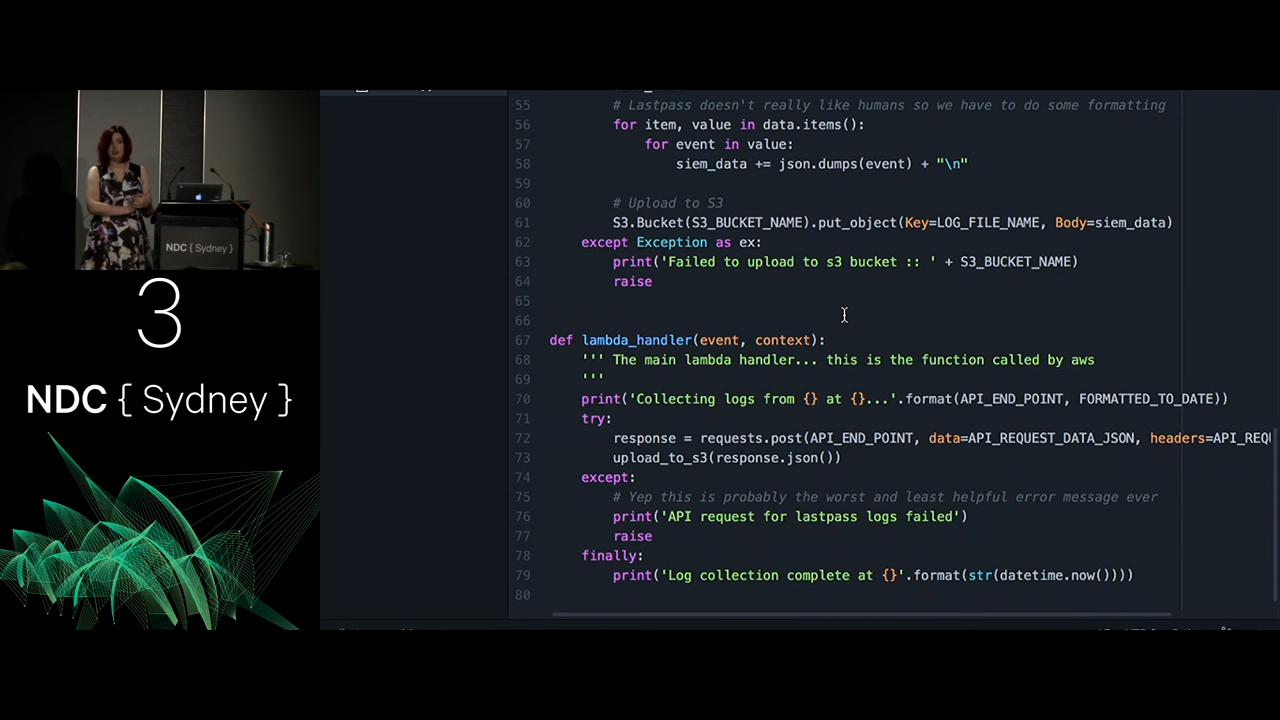 NDC { Sydney }
3
NDC { Sydney }
55 # Lastpass doesn't really like humans so we have to do some formatting
56 for item, value in data.items():
57 for event in value:
58 siem_data += json.dumps(event) + "\n"
59
60 # Upload to S3
61 S3.Bucket(S3_BUCKET_NAME).put_object(Key=LOG_FILE_NAME, Body=siem_data)
62 except Exception as ex:
63 print('Failed to upload to s3 bucket :: ' + S3_BUCKET_NAME)
64 raise
65
66
67 def lambda_handler(event, context):
68 ''' The main lambda handler... this is the function called by aws
69 '''
70 print('Collecting logs from {} at {}...'.format(API_END_POINT, FORMATTED_TO_DATE))
71 try:
72 response = requests.post(API_END_POINT, data=API_REQUEST_DATA_JSON, headers=API_REQU
73 upload_to_s3(response.json())
74 except:
75 # Yep this is probably the worst and least helpful error message ever
76 print('API request for lastpass logs failed')
77 raise
78 finally:
79 print('Log collection complete at {}'.format(str(datetime.now())))
80